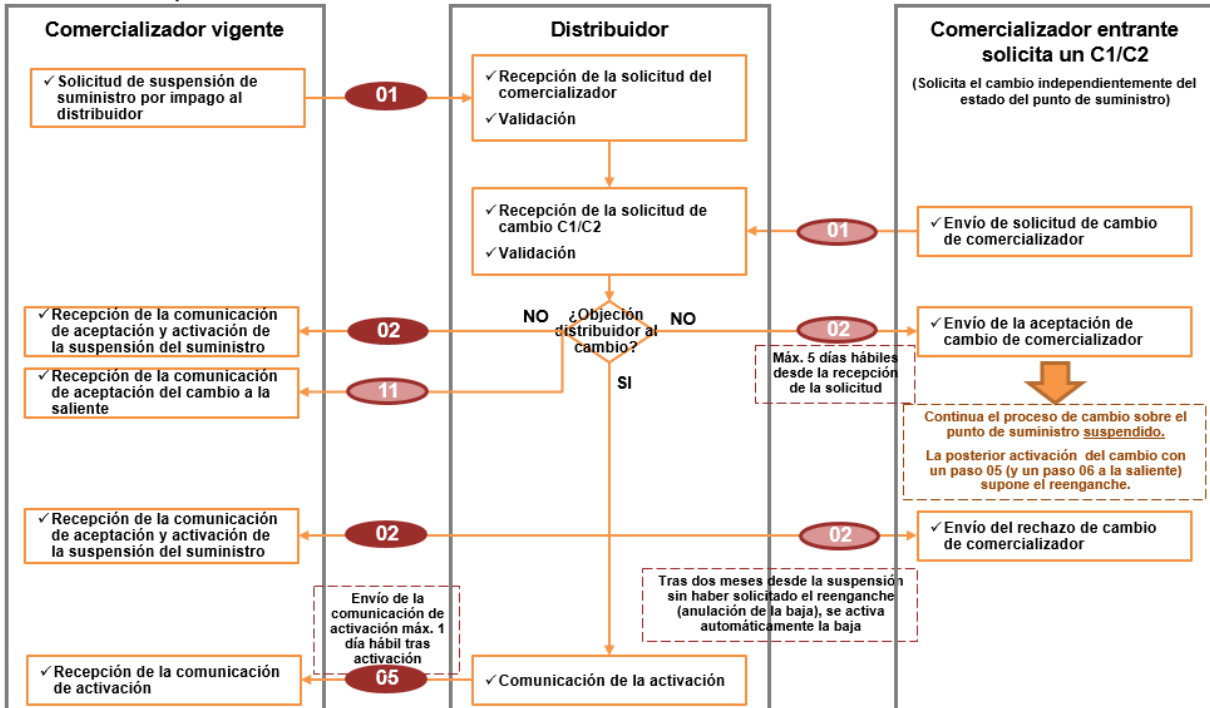 Comercializador vigente
Distribuidor
Comercializador entrante
solicita un C1/C2
(Solicita el cambio independientemente del
estado del punto de suministro)
✓ Solicitud de suspensión de
suministro por impago al
distribuidor
01
✓ Recepción de la solicitud del
comercializador
✓ Validación
✓ Recepción de la solicitud de
cambio C1/C2
✓ Validación
01
✓ Envío de solicitud de cambio
de comercializador
✓ Recepción de la comunicación
de aceptación y activación de
la suspensión del suministro
02
NO
¿Objeción
distribuidor al
cambio?
NO
02
✓ Envío de la aceptación de
cambio de comercializador
Máx. 5 días hábiles
desde la recepción
de la solicitud
✓ Recepción de la comunicación
de aceptación del cambio a la
saliente
11
SI
Continua el proceso de cambio sobre el
punto de suministro suspendido.
La posterior activación del cambio con
un paso 05 (y un paso 06 a la saliente)
supone el reenganche.
✓ Recepción de la comunicación
de aceptación y activación de
la suspensión del suministro
02
02
✓ Envío del rechazo de cambio
de comercializador
Tras dos meses desde la suspensión
sin haber solicitado el reenganche
(anulación de la baja), se activa
automáticamente la baja
Envío de la
comunicación de
activación máx. 1
día hábil tras
activación
✓ Recepción de la comunicación
de activación
05
✓ Comunicación de la activación